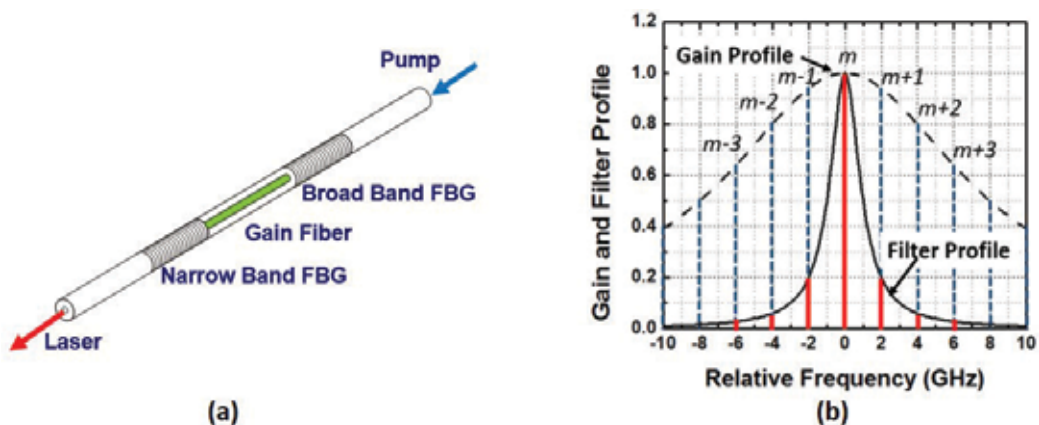 Pump
Broad Band FBG
Gain Fiber
Narrow Band FBG
Laser
(a)
Gain and Filter Profile
1.2
1.0
0.8
0.6
0.4
0.2
0.0
Gain Profile
m
m-1
m+1
m-2
m+2
m-3
m+3
Filter Profile
-10 -8 -6 -4 -2 0 2 4 6 8 10
Relative Frequency (GHz)
(b)